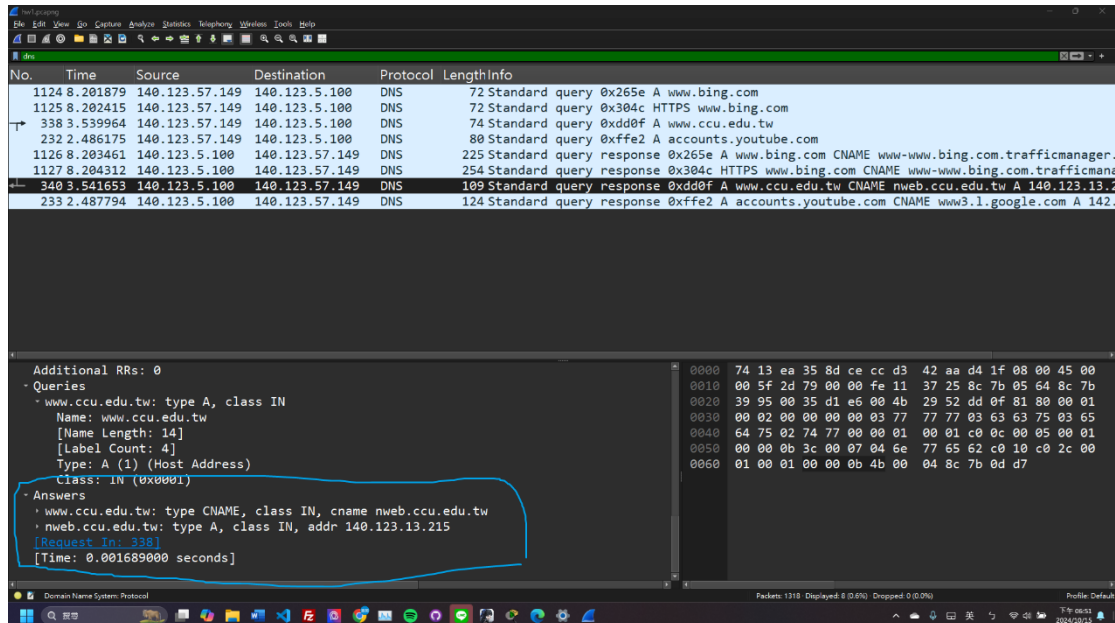 hw1.pcapng
File Edit View Go Capture Analyze Statistics Telephony Wireless Tools Help
dns
No. Time Source Destination Protocol Length Info
1124 8.201879 140.123.57.149 140.123.5.100 DNS 72 Standard query 0x265e A www.bing.com
1125 8.202415 140.123.57.149 140.123.5.100 DNS 72 Standard query 0x304c HTTPS www.bing.com
338 3.539964 140.123.57.149 140.123.5.100 DNS 74 Standard query 0xdd0f A www.ccu.edu.tw
232 2.486175 140.123.57.149 140.123.5.100 DNS 80 Standard query 0xffe2 A accounts.youtube.com
1126 8.203461 140.123.5.100 140.123.57.149 DNS 225 Standard query response 0x265e A www.bing.com CNAME www-www.bing.com.trafficmanager.
1127 8.204312 140.123.5.100 140.123.57.149 DNS 254 Standard query response 0x304c HTTPS www.bing.com CNAME www-www.bing.com.trafficmana
340 3.541653 140.123.5.100 140.123.57.149 DNS 109 Standard query response 0xdd0f A www.ccu.edu.tw CNAME nweb.ccu.edu.tw A 140.123.13.2
233 2.487794 140.123.5.100 140.123.57.149 DNS 124 Standard query response 0xffe2 A accounts.youtube.com CNAME www3.l.google.com A 142.
Additional RRs: 0
Queries
www.ccu.edu.tw: type A, class IN
Name: www.ccu.edu.tw
[Name Length: 14]
[Label Count: 4]
Type: A (1) (Host Address)
Class: IN (0x0001)
Answers
www.ccu.edu.tw: type CNAME, class IN, cname nweb.ccu.edu.tw
nweb.ccu.edu.tw: type A, class IN, addr 140.123.13.215
[Request In: 338]
[Time: 0.001689000 seconds]
0000 74 13 ea 35 8d ce cc d3 42 aa d4 1f 08 00 45 00
0010 00 5f 2d 79 00 00 fe 11 37 25 8c 7b 05 64 8c 7b
0020 39 95 00 35 d1 e6 00 4b 29 52 dd 0f 81 80 00 01
0030 00 02 00 00 00 00 03 77 77 77 03 63 63 75 03 65
0040 64 75 02 74 77 00 00 01 00 01 c0 0c 00 05 00 01
0050 00 00 0b 3c 00 07 04 6e 77 65 62 c0 10 c0 2c 00
0060 01 00 01 00 00 0b 4b 00 04 8c 7b 0d d7
Domain Name System: Protocol
Packets: 1318 · Displayed: 8 (0.6%) · Dropped: 0 (0.0%)
Profile: Default
搜尋
英
下午 06:51
2024/10/15